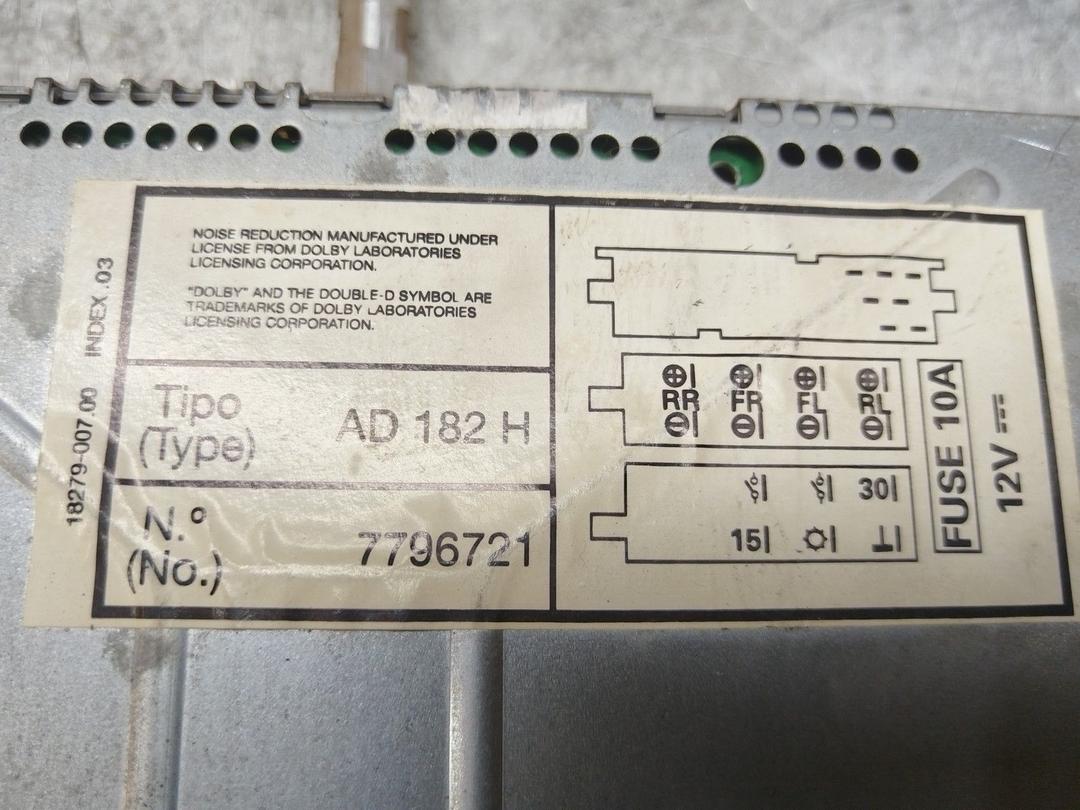 NOISE REDUCTION MANUFACTURED UNDER
LICENSE FROM DOLBY LABORATORIES
LICENSING CORPORATION.
"DOLBY" AND THE DOUBLE-D SYMBOL ARE
TRADEMARKS OF DOLBY LABORATORIES
LICENSING CORPORATION.
Tipo
(Type)
AD 182 H
N.º
(No.)
7796721
18279-007.00 INDEX.03
RR FR FL RL
30
15
FUSE 10A
12V